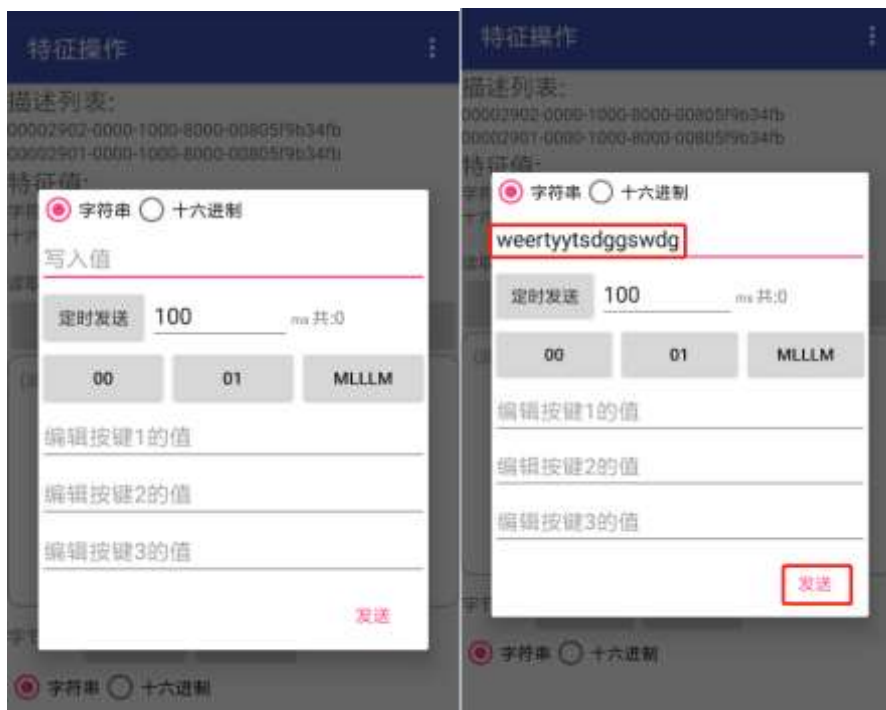 特征操作
描述列表:
00002902-0000-1000-8000-00805f9b34fb
00002901-0000-1000-8000-00805f9b34fb
特征值:
字符串 十六进制
写入值
定时发送 100 ms 共:0
00 01 MLLLM
编辑按键1的值
编辑按键2的值
编辑按键3的值
发送
字符串 十六进制
特征操作
描述列表:
00002902-0000-1000-8000-00805f9b34fb
00002901-0000-1000-8000-00805f9b34fb
特征值:
字符串 十六进制
weertyytsdggswdg
定时发送 100 ms 共:0
00 01 MLLLM
编辑按键1的值
编辑按键2的值
编辑按键3的值
发送
字符串 十六进制